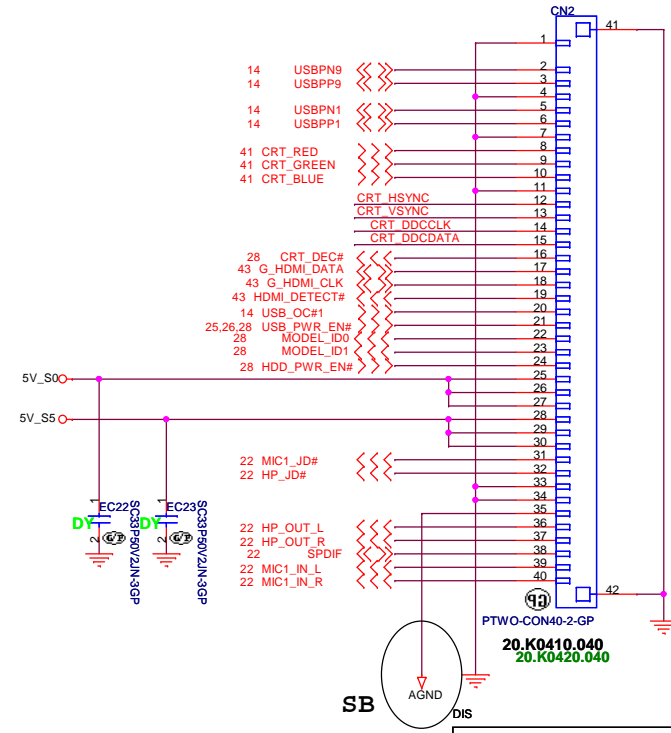 CN2
41
1
14 USBPN9 2
14 USBPP9 3
4
14 USBPN1 5
14 USBPP1 6
7
41 CRT_RED 8
41 CRT_GREEN 9
41 CRT_BLUE 10
11
CRT_HSYNC 12
CRT_VSYNC 13
CRT_DDCCLK 14
CRT_DDCDATA 15
28 CRT_DEC# 16
43 G_HDMI_DATA 17
43 G_HDMI_CLK 18
43 HDMI_DETECT# 19
14 USB_OC#1 20
25,26,28 USB_PWR_EN# 21
28 MODEL_ID0 22
28 MODEL_ID1 23
28 HDD_PWR_EN# 24
5V_S0 25
26
27
5V_S5 28
29
30
22 MIC1_JD# 31
22 HP_JD# 32
33
34
35
22 HP_OUT_L 36
22 HP_OUT_R 37
22 SPDIF 38
22 MIC1_IN_L 39
22 MIC1_IN_R 40
42
1
EC22
DY
2
SC33P50V2JN-3GP
1
EC23
DY
2
SC33P50V2JN-3GP
GP
PTWO-CON40-2-GP
20.K0410.040
20.K0420.040
SB
AGND
DIS